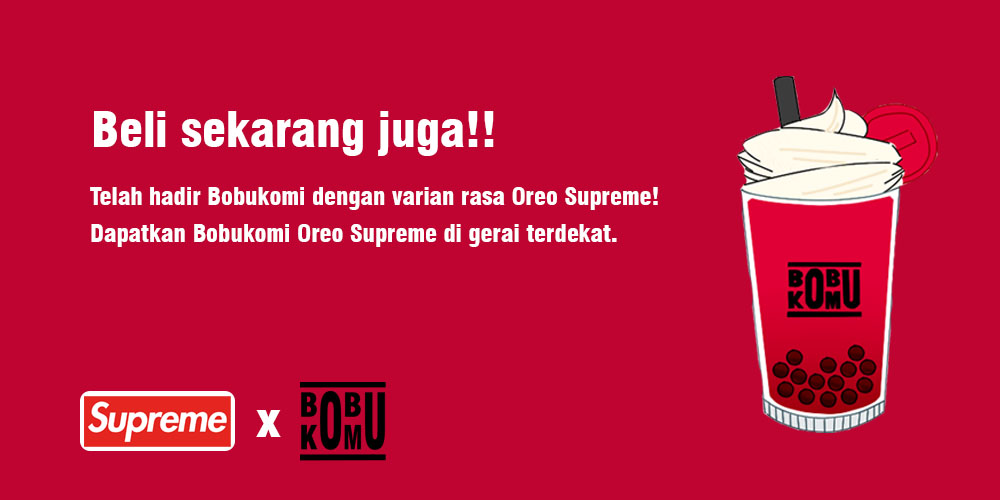 Beli sekarang juga!!
Telah hadir Bobukomi dengan varian rasa Oreo Supreme!
Dapatkan Bobukomi Oreo Supreme di gerai terdekat.
BOBU
KOMU
Supreme x BOBU
KOMU